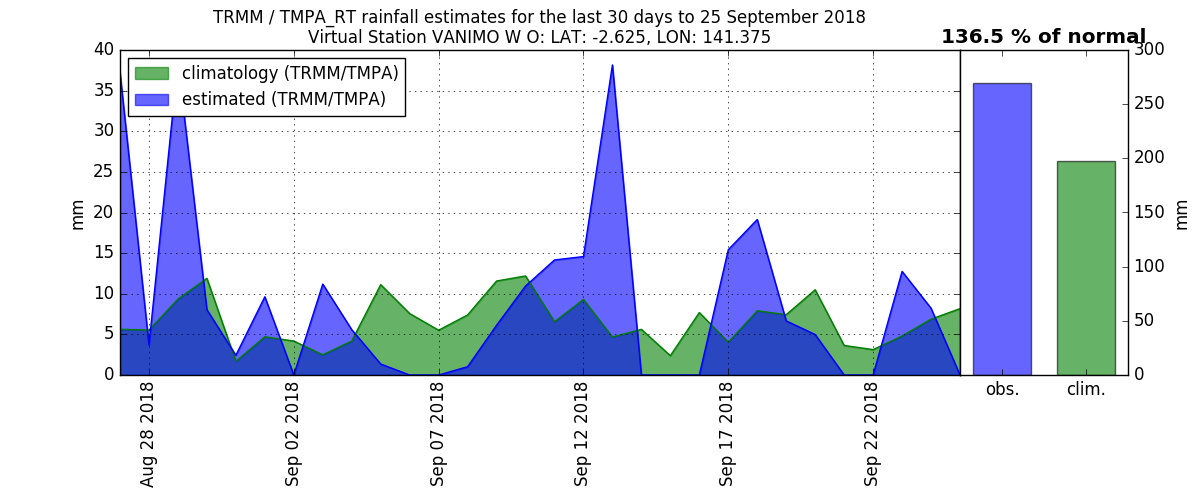 TRMM / TMPA_RT rainfall estimates for the last 30 days to 25 September 2018
Virtual Station VANIMO W O: LAT: -2.625, LON: 141.375
136.5 % of normal
climatology (TRMM/TMPA)
estimated (TRMM/TMPA)
40
35
30
25
20
15
10
5
0
mm
Aug 28 2018
Sep 02 2018
Sep 07 2018
Sep 12 2018
Sep 17 2018
Sep 22 2018
300
250
200
150
100
50
0
mm
obs.
clim.